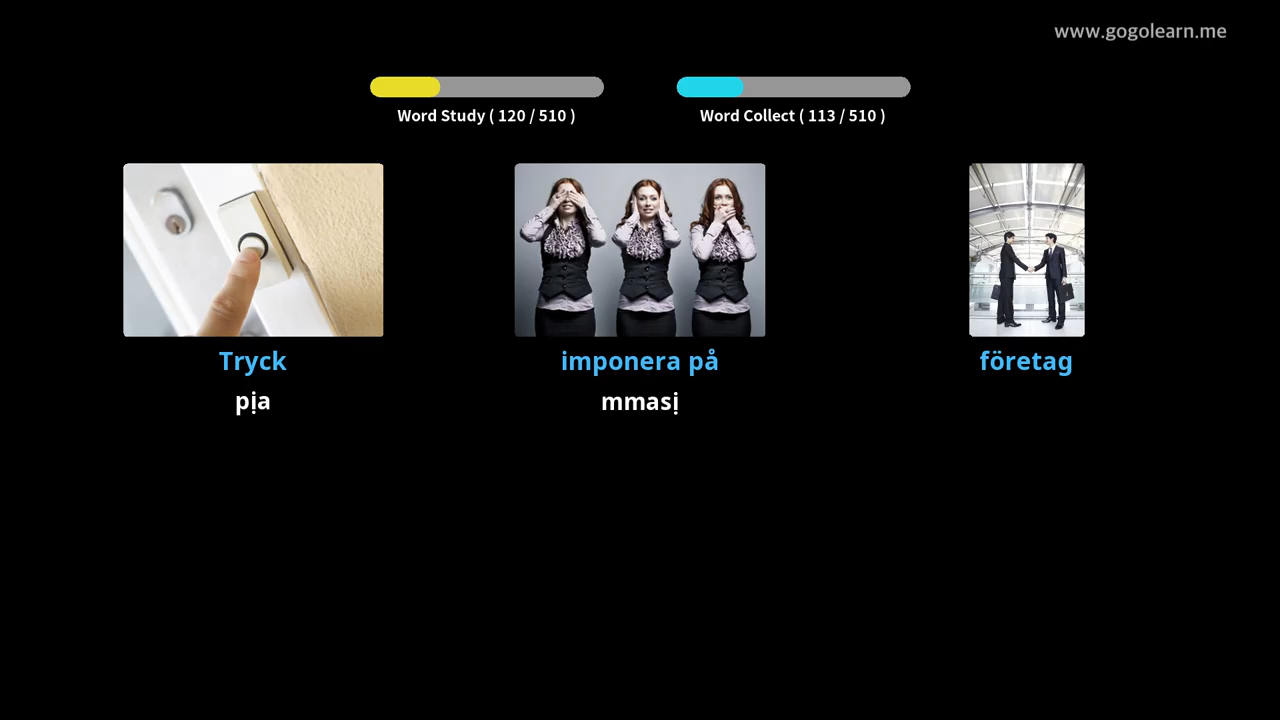 www.gogolearn.me
Word Study ( 120 / 510 )
Word Collect ( 113 / 510 )
Tryck
imponera på
företag
pịa
mmasị